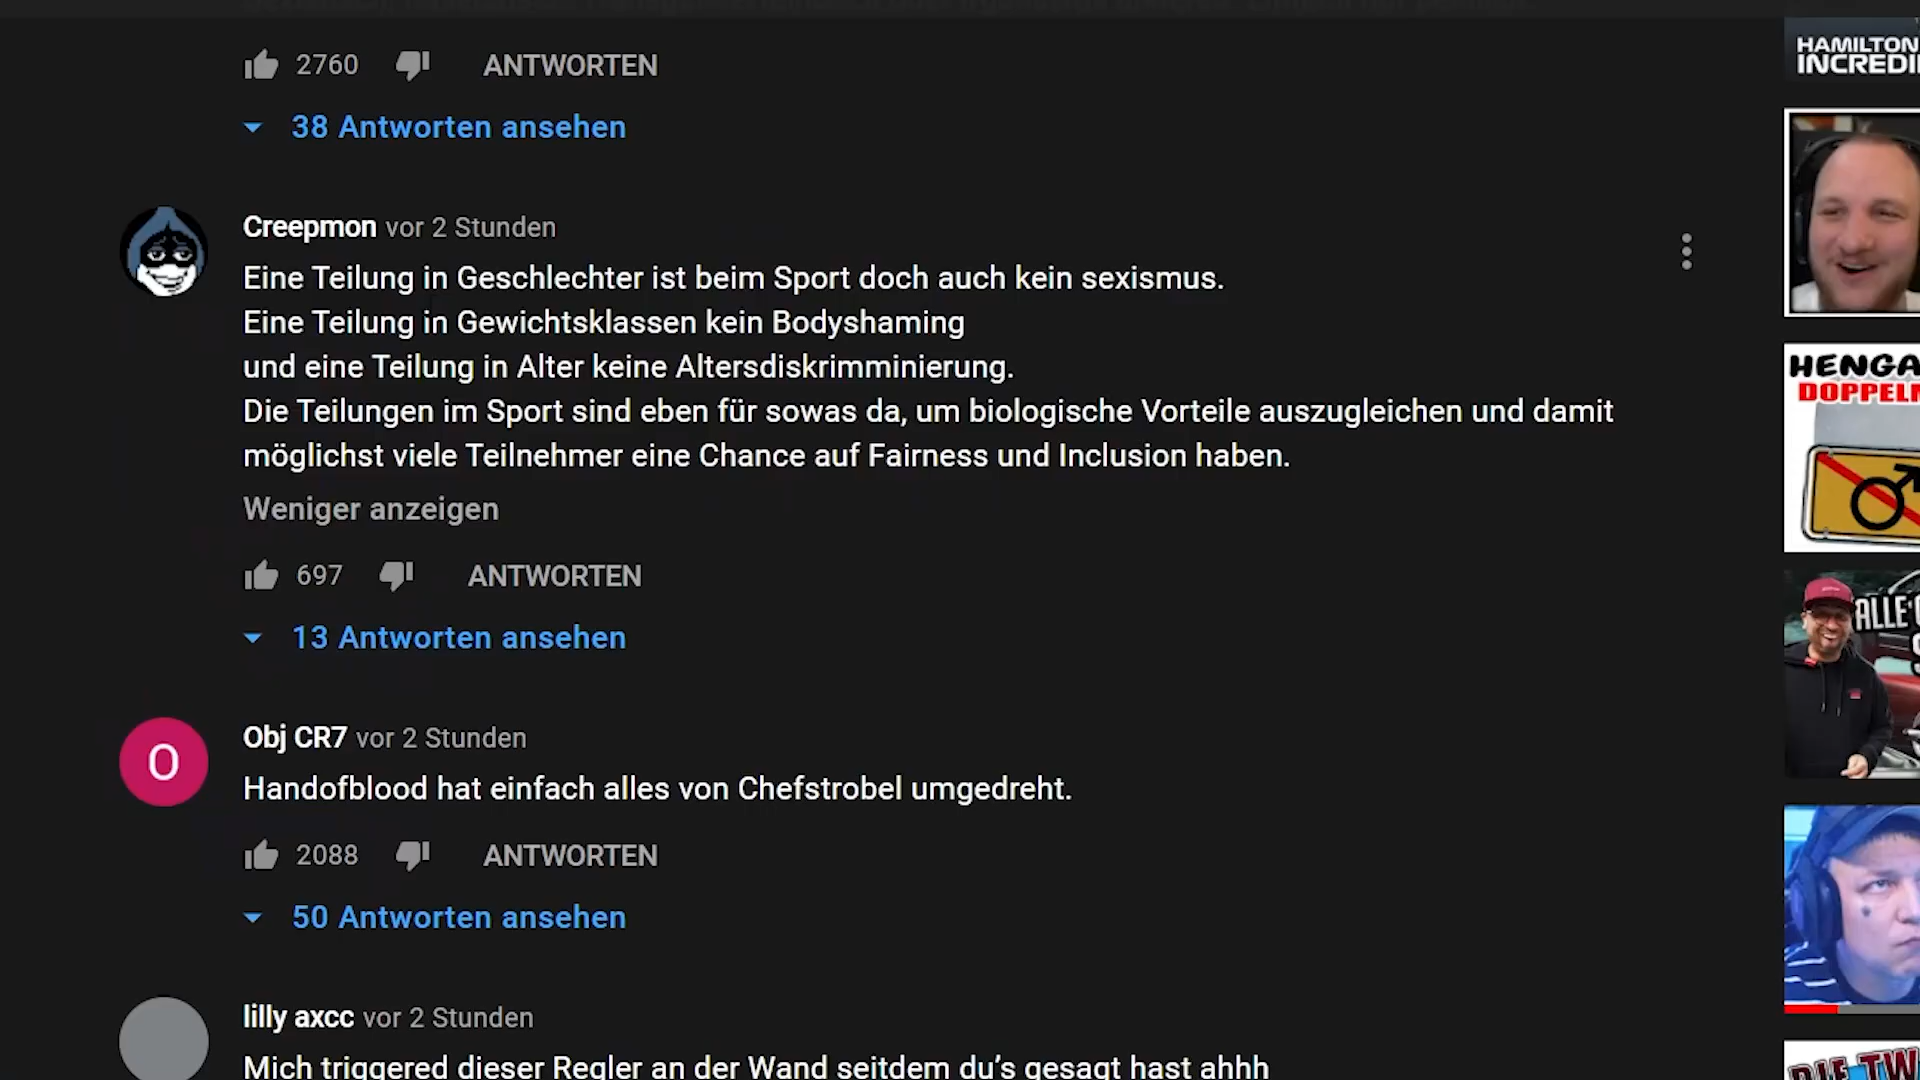 2760 ANTWORTEN
38 Antworten ansehen
Creepmon vor 2 Stunden
Eine Teilung in Geschlechter ist beim Sport doch auch kein sexismus.
Eine Teilung in Gewichtsklassen kein Bodyshaming
und eine Teilung in Alter keine Altersdiskrimminierung.
Die Teilungen im Sport sind eben für sowas da, um biologische Vorteile auszugleichen und damit
möglichst viele Teilnehmer eine Chance auf Fairness und Inclusion haben.
Weniger anzeigen
697 ANTWORTEN
13 Antworten ansehen
O
Obj CR7 vor 2 Stunden
Handofblood hat einfach alles von Chefstrobel umgedreht.
2088 ANTWORTEN
50 Antworten ansehen
lilly axcc vor 2 Stunden
Mich triggered dieser Regler an der Wand seitdem du's gesagt hast ahhh
HAMILTON
INCREDI
HENGA
DOPPELM
ALLE
DIE TW